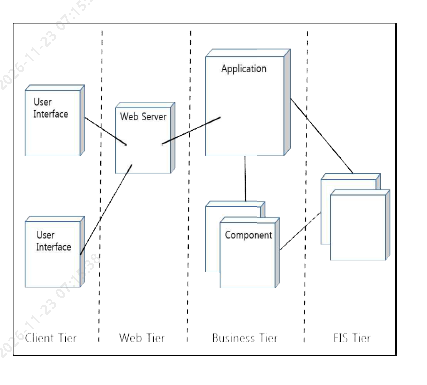 Application
User
Interface
Web Server
User
Interface
Component
Client Tier
Web Tier
Business Tier
EIS Tier